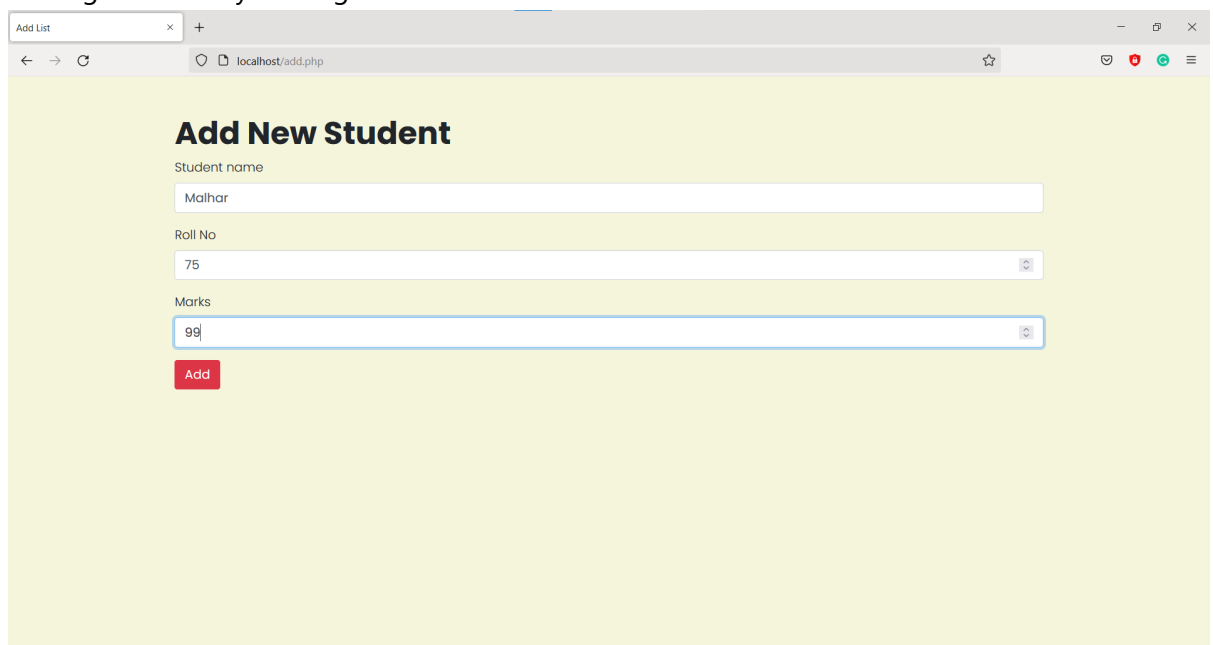 Add List
localhost/add.php
Add New Student
Student name
Malhar
Roll No
75
Marks
99
Add